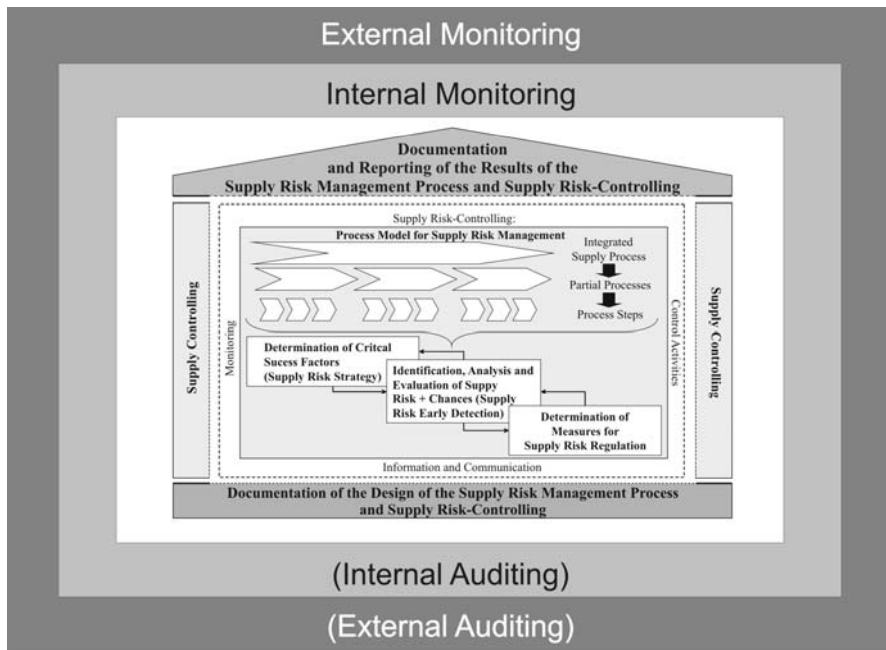 External Monitoring
Internal Monitoring
Documentation
and Reporting of the Results of the
Supply Risk Management Process and Supply Risk-Controlling
Supply Controlling
Supply Risk-Controlling:
Process Model for Supply Risk Management
Integrated
Supply Process
Partial Processes
Process Steps
Monitoring
Control Activities
Supply Controlling
Determination of Critcal
Sucess Factors
(Supply Risk Strategy)
Identification, Analysis and
Evaluation of Suppy
Risk + Chances (Supply
Risk Early Detection)
Determination of
Measures for
Supply Risk Regulation
Information and Communication
Documentation of the Design of the Supply Risk Management Process
and Supply Risk-Controlling
(Internal Auditing)
(External Auditing)